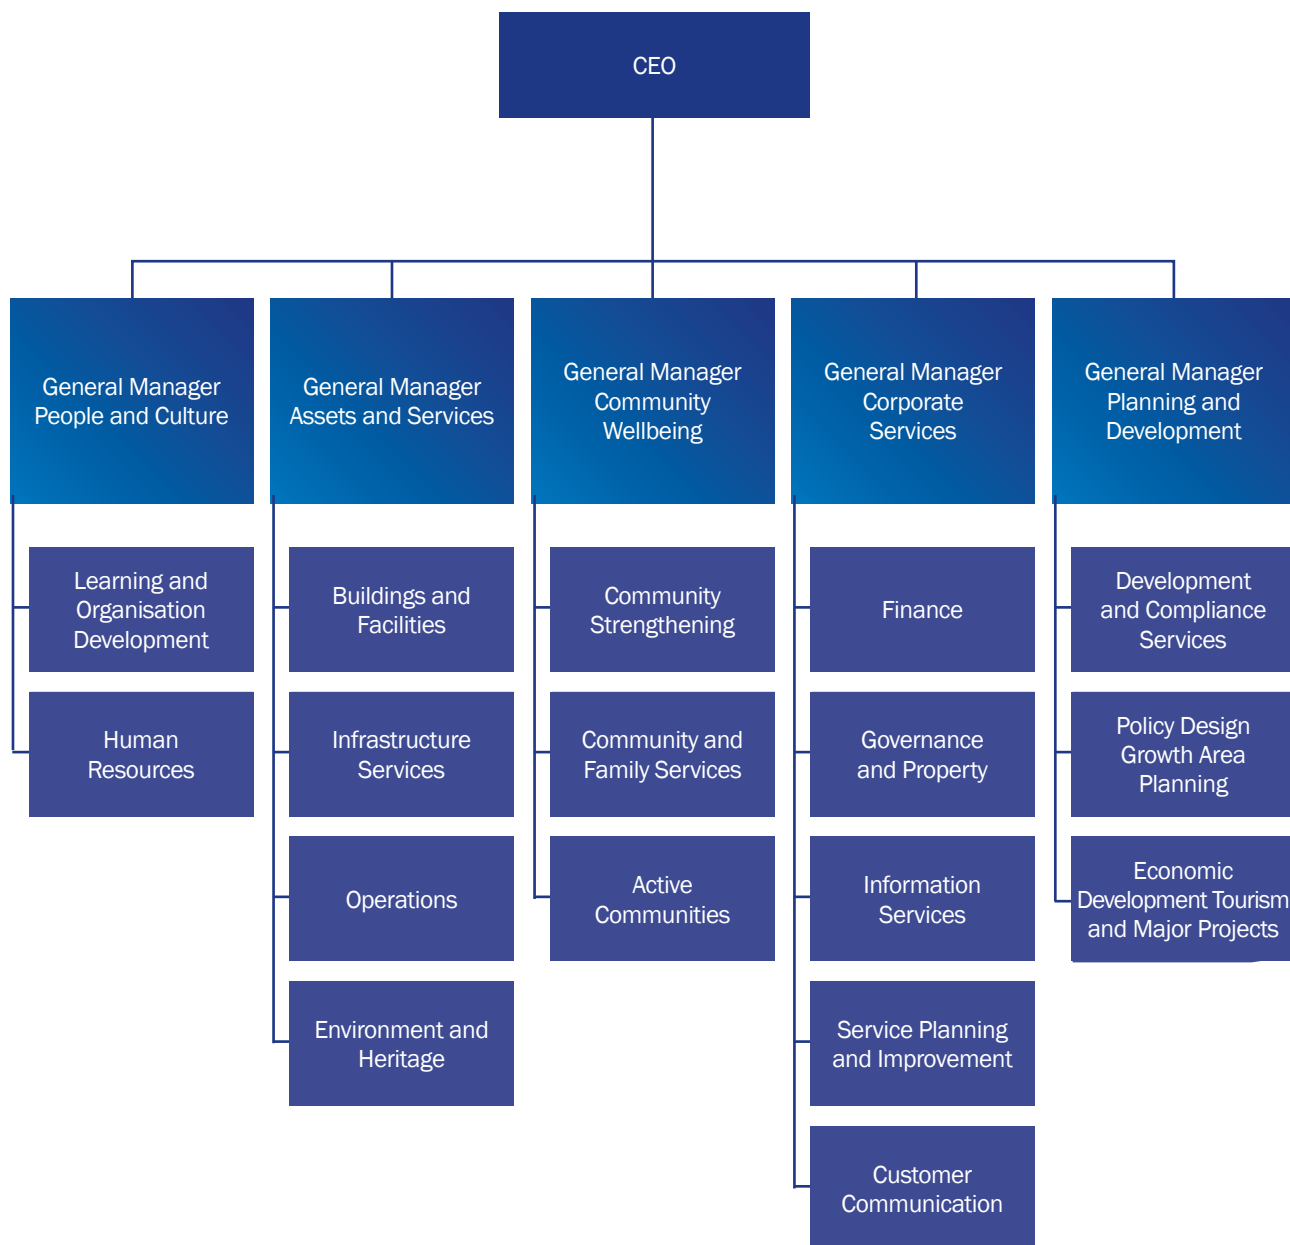 CEO
General Manager
People and Culture
General Manager
Assets and Services
General Manager
Community
Wellbeing
General Manager
Corporate
Services
General Manager
Planning and
Development
Learning and
Organisation
Development
Human
Resources
Buildings and
Facilities
Infrastructure
Services
Operations
Environment and
Heritage
Community
Strengthening
Community and
Family Services
Active
Communities
Finance
Governance
and Property
Information
Services
Service Planning
and Improvement
Customer
Communication
Development
and Compliance
Services
Policy Design
Growth Area
Planning
Economic
Development Tourism
and Major Projects